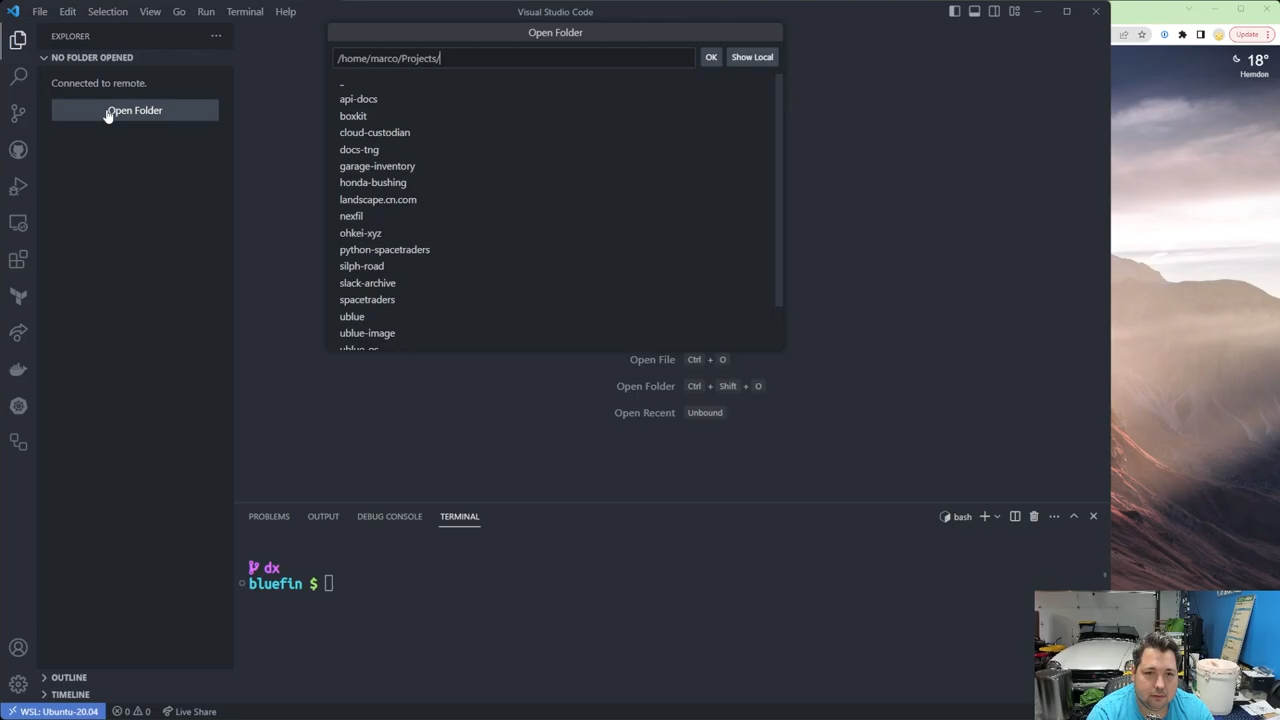 File Edit Selection View Go Run Terminal Help
Visual Studio Code
Update
EXPLORER
NO FOLDER OPENED
Connected to remote.
Open Folder
Open Folder
/home/marco/Projects/
OK
Show Local
..
api-docs
boxkit
cloud-custodian
docs-tng
garage-inventory
honda-bushing
landscape.cn.com
nexfil
ohkei-xyz
python-spacetraders
silph-road
slack-archive
spacetraders
ublue
ublue-image
ublue-os
18°
Herndon
Open File Ctrl + O
Open Folder Ctrl + Shift + O
Open Recent Unbound
PROBLEMS OUTPUT DEBUG CONSOLE TERMINAL
bash
dx
bluefin $
OUTLINE
TIMELINE
WSL: Ubuntu-20.04 0 0 Live Share